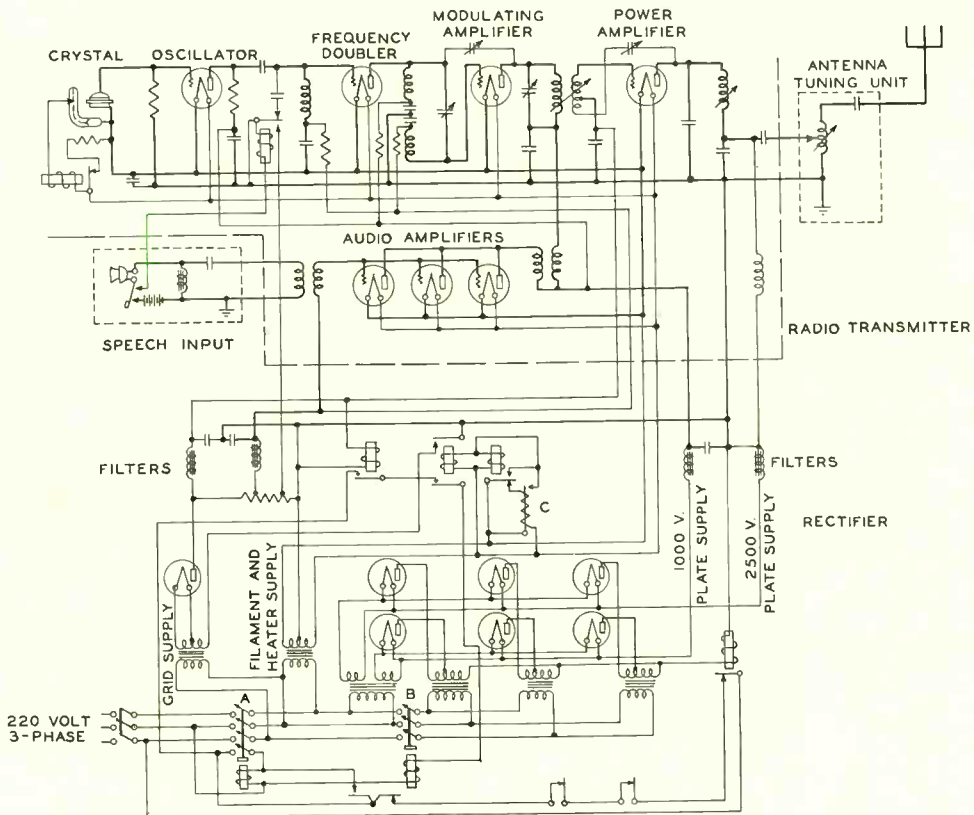 CRYSTAL
OSCILLATOR
FREQUENCY
DOUBLER
MODULATING
AMPLIFIER
POWER
AMPLIFIER
ANTENNA
TUNING UNIT
AUDIO AMPLIFIERS
SPEECH INPUT
RADIO TRANSMITTER
FILTERS
C
FILTERS
RECTIFIER
1000 V.
PLATE SUPPLY
2500 V.
PLATE SUPPLY
GRID SUPPLY
FILAMENT AND
HEATER SUPPLY
A
B
220 VOLT
3-PHASE